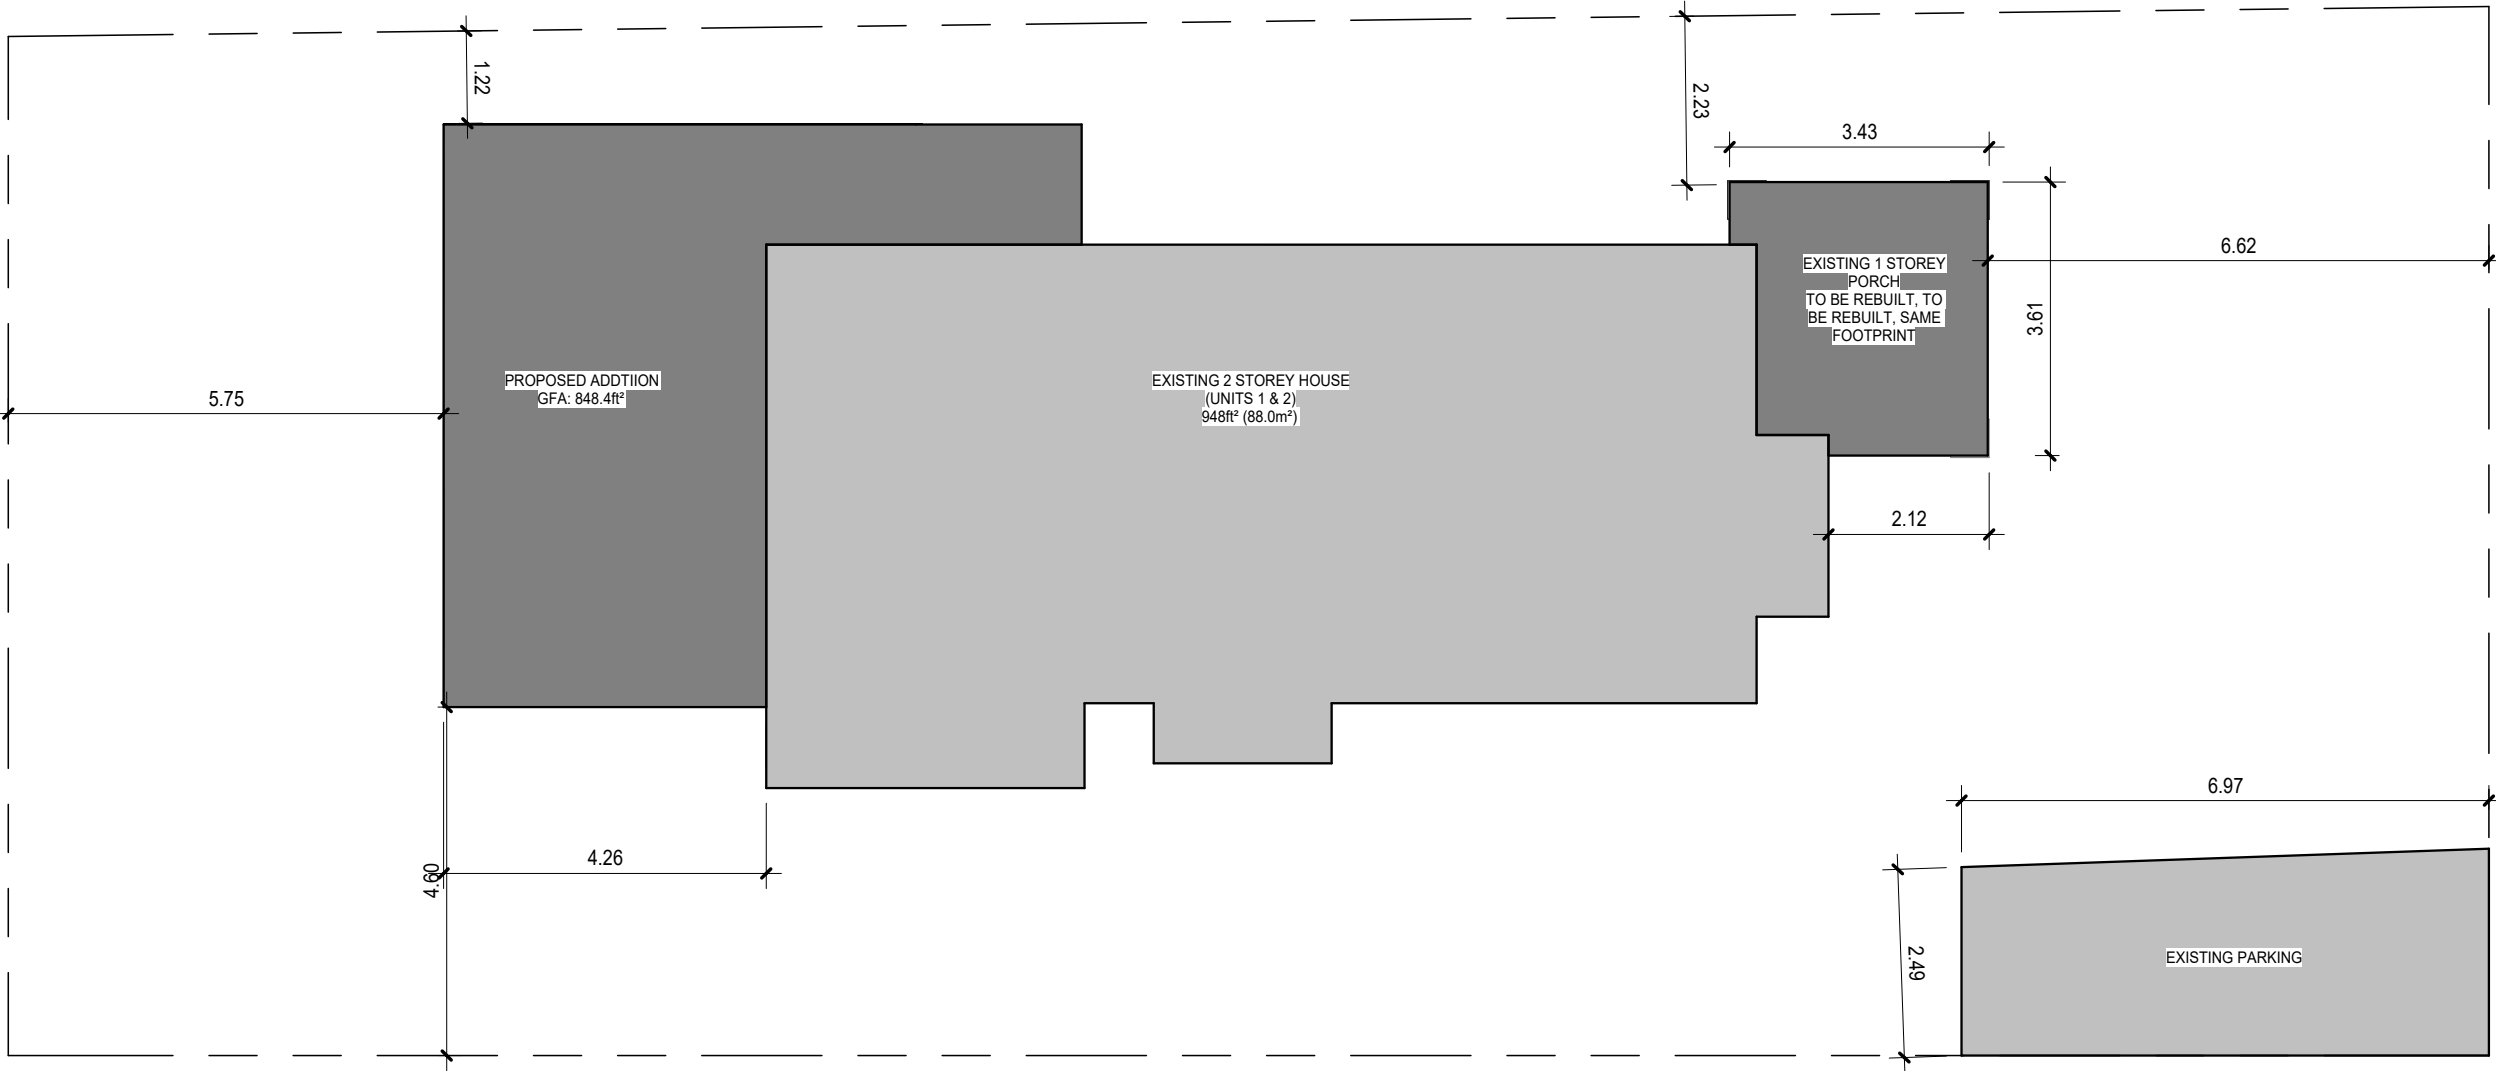 1.22
2.23
3.43
6.62
EXISTING 1 STOREY
PORCH
TO BE REBUILT, TO
BE REBUILT, SAME
FOOTPRINT
3.61
5.75
PROPOSED ADDTIION
GFA: 848.4ft²
EXISTING 2 STOREY HOUSE
(UNITS 1 & 2)
948ft² (88.0m²)
2.12
6.97
4.26
4.60
2.49
EXISTING PARKING